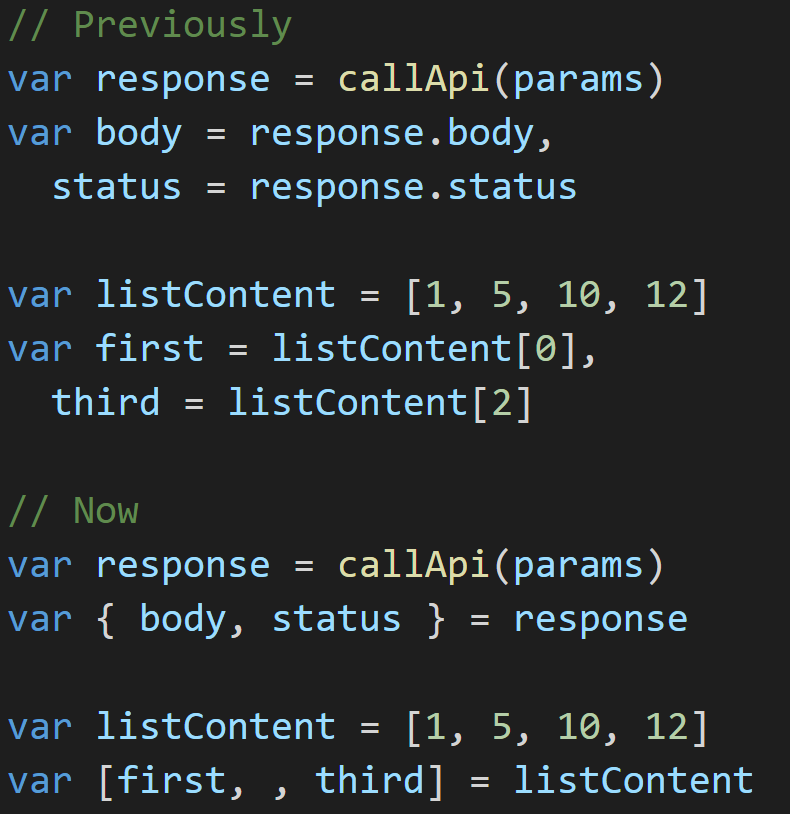 // Previously
var response = callApi(params)
var body = response.body,
  status = response.status

var listContent = [1, 5, 10, 12]
var first = listContent[0],
  third = listContent[2]

// Now
var response = callApi(params)
var { body, status } = response

var listContent = [1, 5, 10, 12]
var [first, , third] = listContent